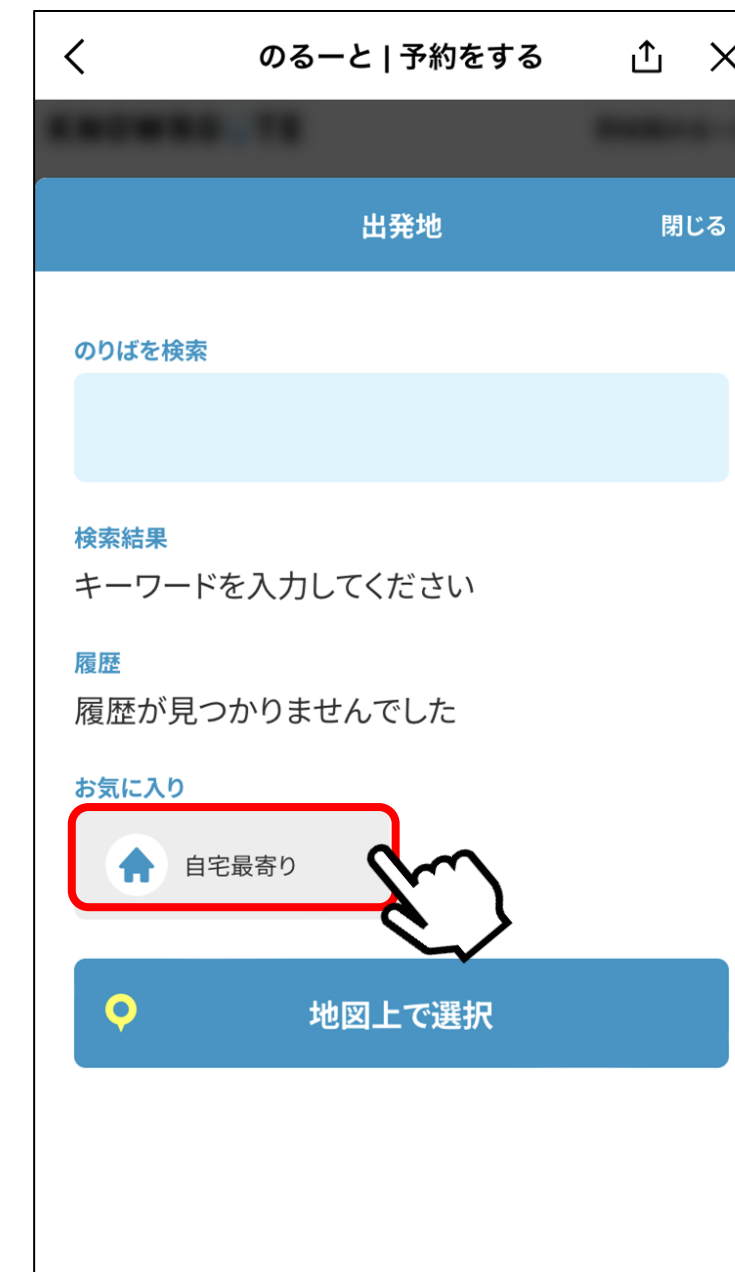 のるーと | 予約をする
出発地
閉じる
のりばを検索
検索結果
キーワードを入力してください
履歴
履歴が見つかりませんでした
お気に入り
自宅最寄り
地図上で選択